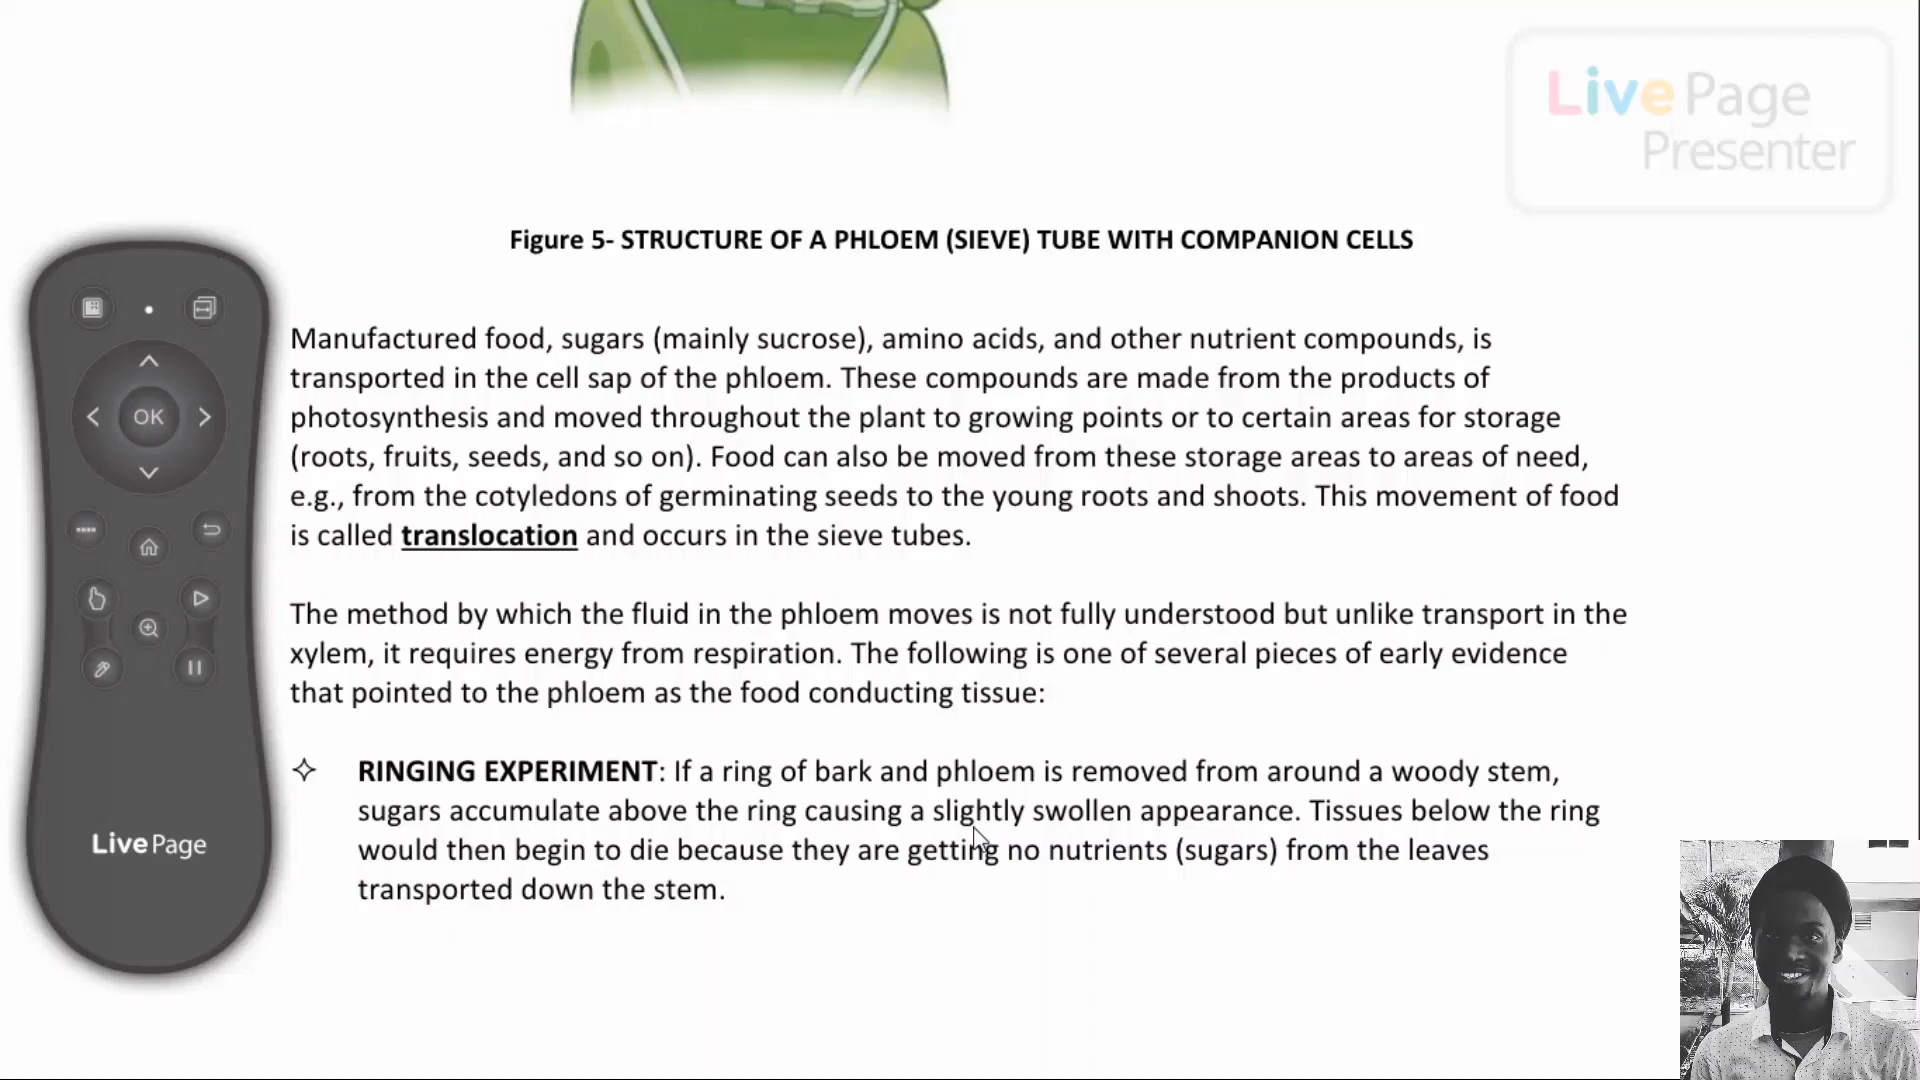 Live Page
Presenter
Figure 5- STRUCTURE OF A PHLOEM (SIEVE) TUBE WITH COMPANION CELLS
OK
Manufactured food, sugars (mainly sucrose), amino acids, and other nutrient compounds, is
transported in the cell sap of the phloem. These compounds are made from the products of
photosynthesis and moved throughout the plant to growing points or to certain areas for storage
(roots, fruits, seeds, and so on). Food can also be moved from these storage areas to areas of need,
e.g., from the cotyledons of germinating seeds to the young roots and shoots. This movement of food
is called translocation and occurs in the sieve tubes.
The method by which the fluid in the phloem moves is not fully understood but unlike transport in the
xylem, it requires energy from respiration. The following is one of several pieces of early evidence
that pointed to the phloem as the food conducting tissue:
✧ RINGING EXPERIMENT: If a ring of bark and phloem is removed from around a woody stem,
sugars accumulate above the ring causing a slightly swollen appearance. Tissues below the ring
would then begin to die because they are getting no nutrients (sugars) from the leaves
transported down the stem.
LivePage